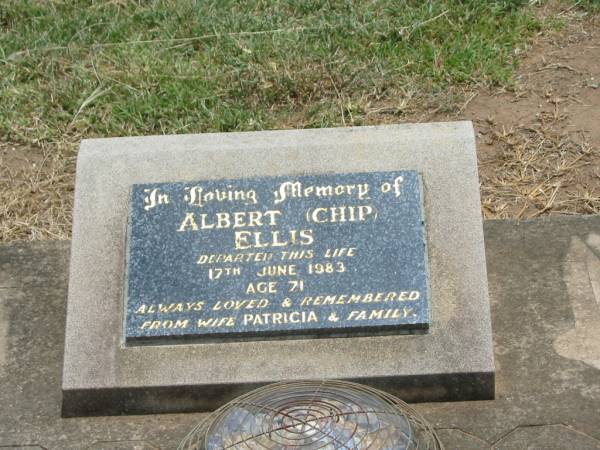 In Loving Memory of
ALBERT (CHIP)
ELLIS
DEPARTED THIS LIFE
17TH JUNE 1983
AGE 71
ALWAYS LOVED & REMEMBERED
FROM WIFE PATRICIA & FAMILY.